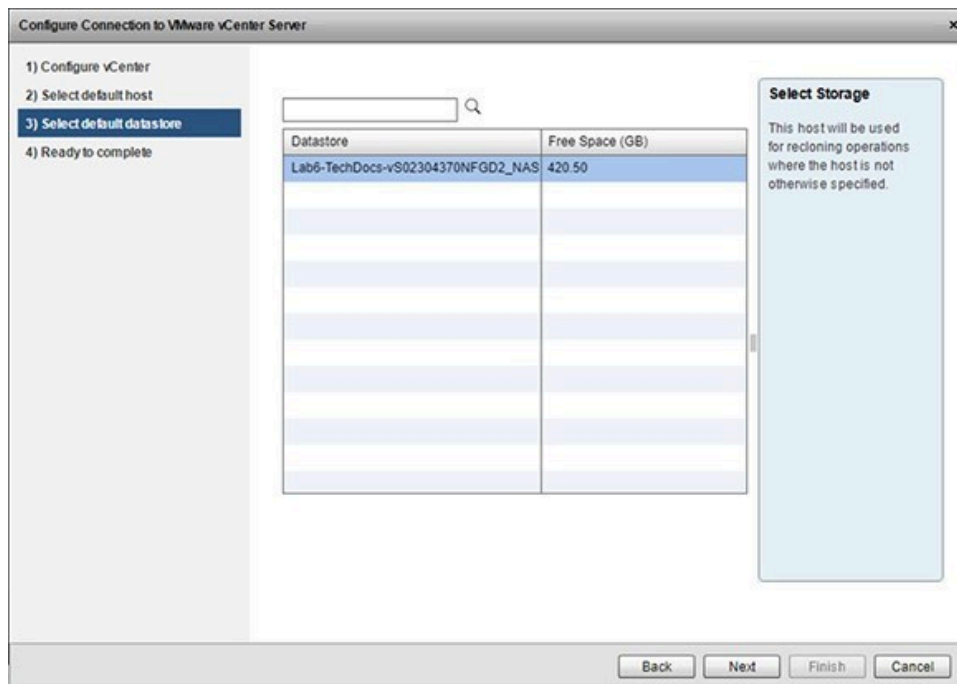 Configure Connection to VMware vCenter Server
x
1) Configure vCenter
2) Select default host
3) Select default datastore
4) Ready to complete
Datastore
Free Space (GB)
Lab6-TechDocs-vS02304370NFGD2_NAS
420.50
Select Storage
This host will be used
for recloning operations
where the host is not
otherwise specified.
Back
Next
Finish
Cancel